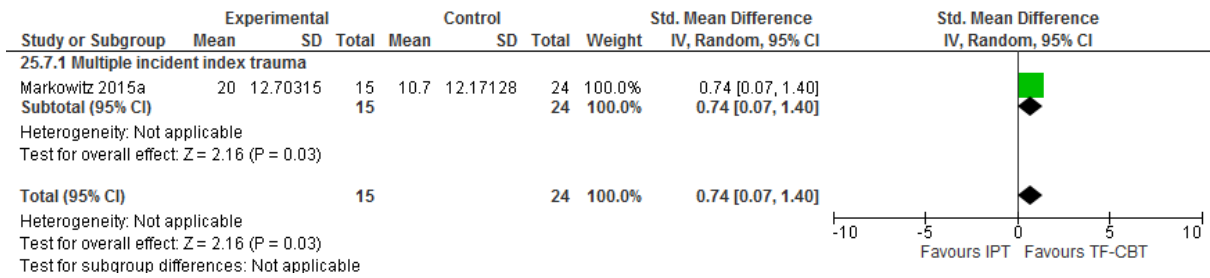 Experimental Control Std. Mean Difference Std. Mean Difference
Study or Subgroup Mean SD Total Mean SD Total Weight IV, Random, 95% CI IV, Random, 95% CI
25.7.1 Multiple incident index trauma
Markowitz 2015a 20 12.70315 15 10.7 12.17128 24 100.0% 0.74 [0.07, 1.40]
Subtotal (95% CI) 15 24 100.0% 0.74 [0.07, 1.40]
Heterogeneity: Not applicable
Test for overall effect: Z = 2.16 (P = 0.03)
Total (95% CI) 15 24 100.0% 0.74 [0.07, 1.40]
Heterogeneity: Not applicable
Test for overall effect: Z = 2.16 (P = 0.03)
Test for subgroup differences: Not applicable
-10 -5 0 5 10
Favours IPT Favours TF-CBT